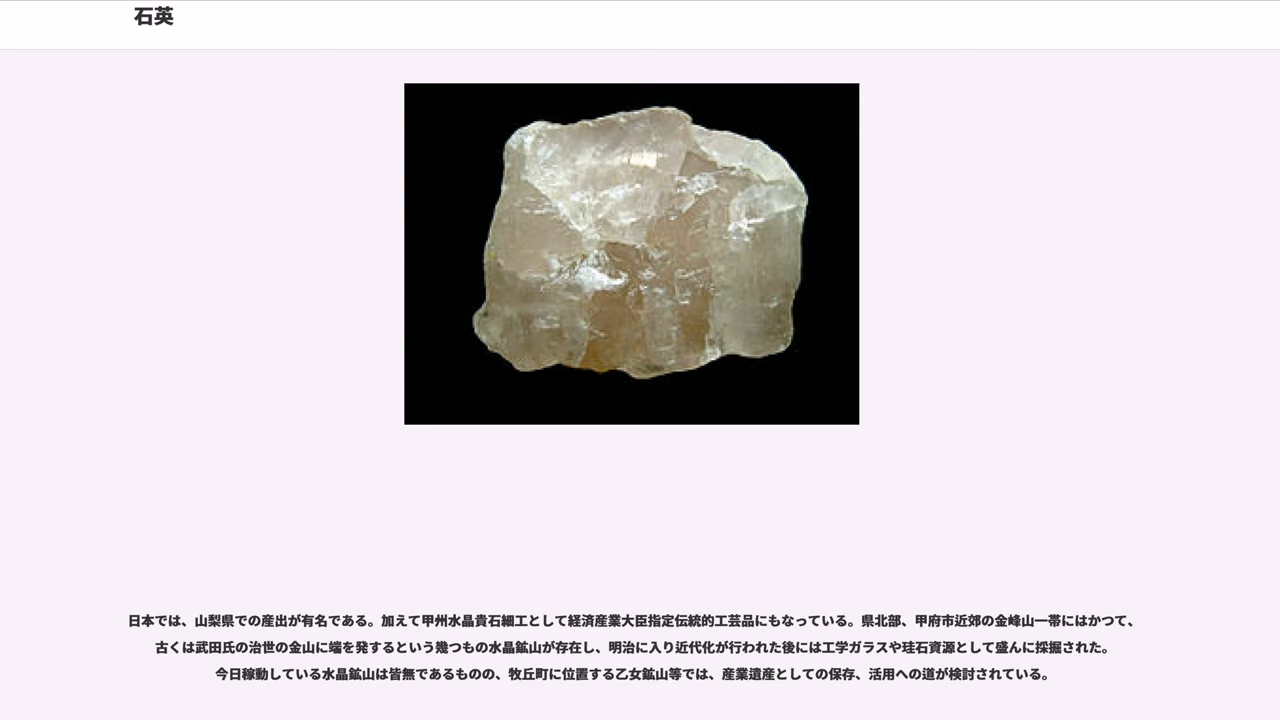 石英
日本では、山梨県での産出が有名である。加えて甲州水晶貴石細工として経済産業大臣指定伝統的工芸品にもなっている。県北部、甲府市近郊の金峰山一帯にはかつて、
古くは武田氏の治世の金山に端を発するという幾つもの水晶鉱山が存在し、明治に入り近代化が行われた後には工学ガラスや珪石資源として盛んに採掘された。
今日稼動している水晶鉱山は皆無であるものの、牧丘町に位置する乙女鉱山等では、産業遺産としての保存、活用への道が検討されている。